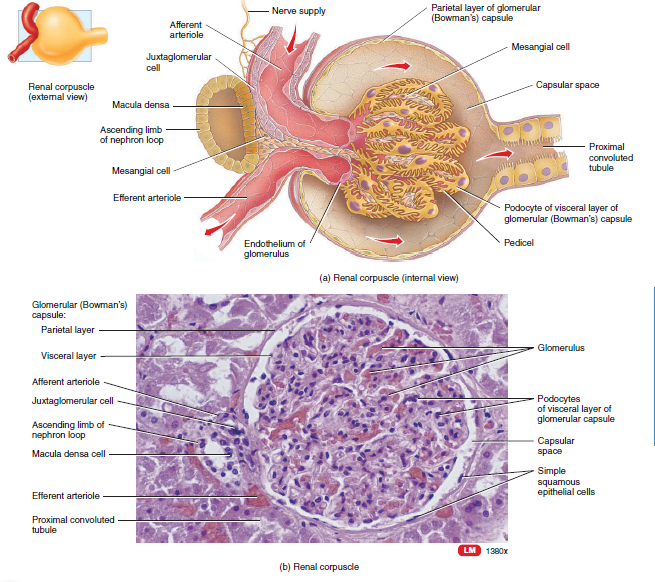 Nerve supply
Afferent
arteriole
Juxtaglomerular
cell
Renal corpuscle
(external view)
Macula densa
Ascending limb
of nephron loop
Mesangial cell
Efferent arteriole
Endothelium of
glomerulus
Parietal layer of glomerular
(Bowman's) capsule
Mesangial cell
Capsular space
Proximal
convoluted
tubule
Podocyte of visceral layer of
glomerular (Bowman's) capsule
Pedicel
(a) Renal corpuscle (internal view)
Glomerular (Bowman's)
capsule:
Parietal layer
Visceral layer
Afferent arteriole
Juxtaglomerular cell
Ascending limb of
nephron loop
Macula densa cell
Efferent arteriole
Proximal convoluted
tubule
Glomerulus
Podocytes
of visceral layer of
glomerular capsule
Capsular
space
Simple
squamous
epithelial cells
LM 1380x
(b) Renal corpuscle